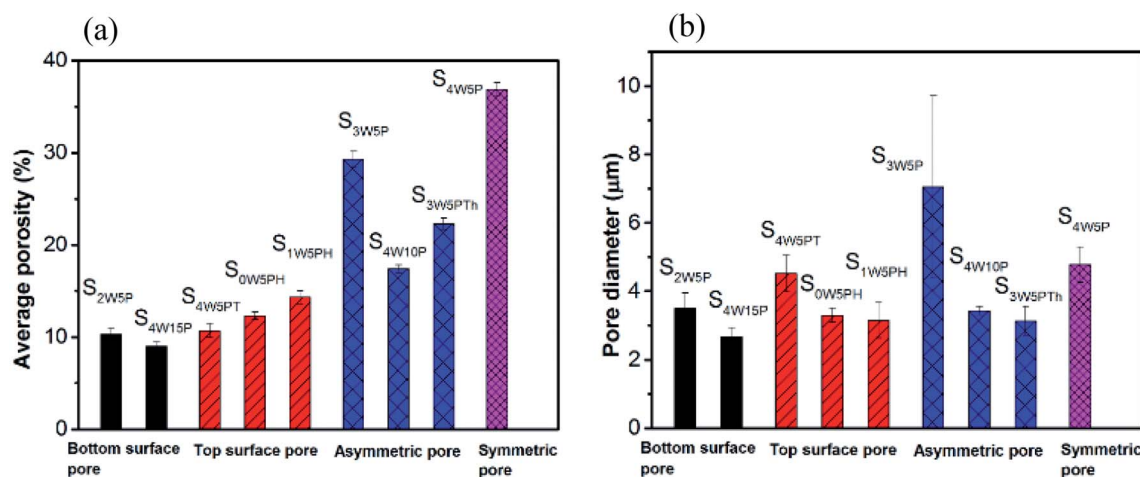 (a)
40
30
20
10
0
Average porosity (%)
S2W5P
S4W15P
S4W5PT
S0W5PH
S1W5PH
S3W5P
S4W10P
S3W5PTh
S4W5P
Bottom surface pore
Top surface pore
Asymmetric pore
Symmetric pore
(b)
10
8
6
4
2
0
Pore diameter (μm)
S2W5P
S4W15P
S4W5PT
S0W5PH
S1W5PH
S3W5P
S4W10P
S3W5PTh
S4W5P
Bottom surface pore
Top surface pore
Asymmetric pore
Symmetric pore